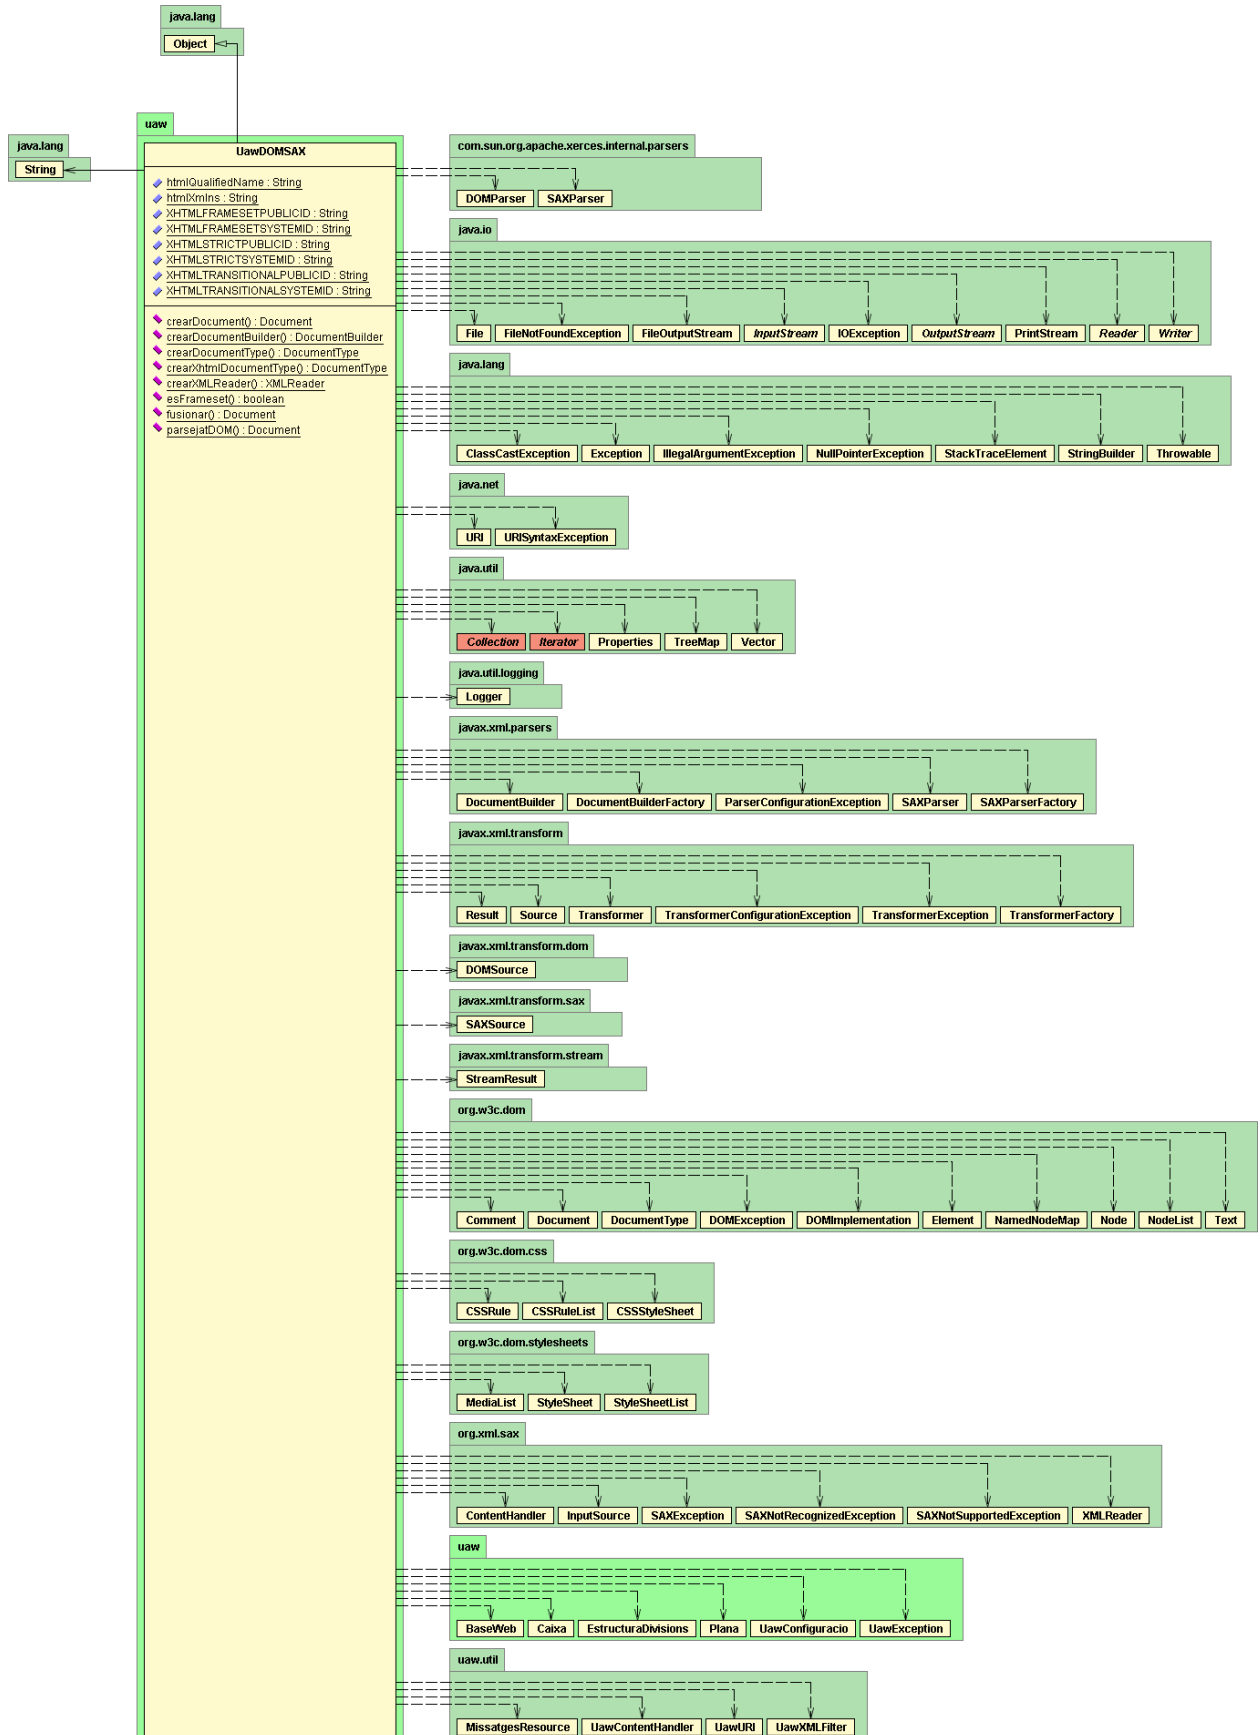 java.lang
Object
java.lang
String
uaw
UawDOMSAX
htmlQualifiedName : String
htmlXmlns : String
XHTMLFRAMESETPUBLICID : String
XHTMLFRAMESETSYSTEMID : String
XHTMLSTRICTPUBLICID : String
XHTMLSTRICTSYSTEMID : String
XHTMLTRANSITIONALPUBLICID : String
XHTMLTRANSITIONALSYSTEMID : String
crearDocument() : Document
crearDocumentBuilder() : DocumentBuilder
crearDocumentType() : DocumentType
crearXhtmlDocumentType() : DocumentType
crearXMLReader() : XMLReader
esFrameset() : boolean
fusionar() : Document
parsejatDOM() : Document
com.sun.org.apache.xerces.internal.parsers
DOMParser SAXParser
java.io
File FileNotFoundException FileOutputStream InputStream IOException OutputStream PrintStream Reader Writer
java.lang
ClassCastException Exception IllegalArgumentException NullPointerException StackTraceElement StringBuilder Throwable
java.net
URI URISyntaxException
java.util
Collection Iterator Properties TreeMap Vector
java.util.logging
Logger
javax.xml.parsers
DocumentBuilder DocumentBuilderFactory ParserConfigurationException SAXParser SAXParserFactory
javax.xml.transform
Result Source Transformer TransformerConfigurationException TransformerException TransformerFactory
javax.xml.transform.dom
DOMSource
javax.xml.transform.sax
SAXSource
javax.xml.transform.stream
StreamResult
org.w3c.dom
Comment Document DocumentType DOMException DOMImplementation Element NamedNodeMap Node NodeList Text
org.w3c.dom.css
CSSRule CSSRuleList CSSStyleSheet
org.w3c.dom.stylesheets
MediaList StyleSheet StyleSheetList
org.xml.sax
ContentHandler InputSource SAXException SAXNotRecognizedException SAXNotSupportedException XMLReader
uaw
BaseWeb Caixa EstructuraDivisions Plana UawConfiguracio UawException
uaw.util
MissatgesResource UawContentHandler UawURI UawXMLFilter